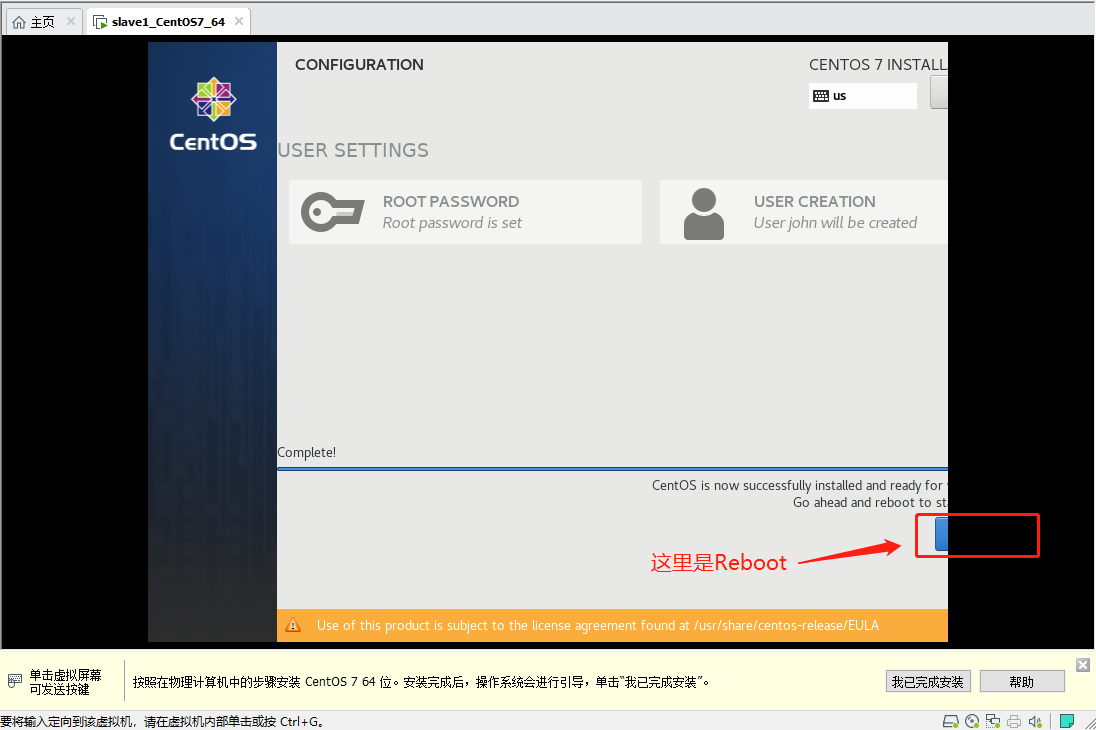 主页
slave1_CentOS7_64
CentOS
CONFIGURATION
CENTOS 7 INSTALL
us
USER SETTINGS
ROOT PASSWORD
Root password is set
USER CREATION
User john will be created
Complete!
CentOS is now successfully installed and ready for
Go ahead and reboot to st
这里是Reboot
Use of this product is subject to the license agreement found at /usr/share/centos-release/EULA
单击虚拟屏幕
可发送按键
按照在物理计算机中的步骤安装 CentOS 7 64 位。安装完成后，操作系统会进行引导，单击“我已完成安装”。
我已完成安装
帮助
要将输入定向到该虚拟机，请在虚拟机内部单击或按 Ctrl+G。